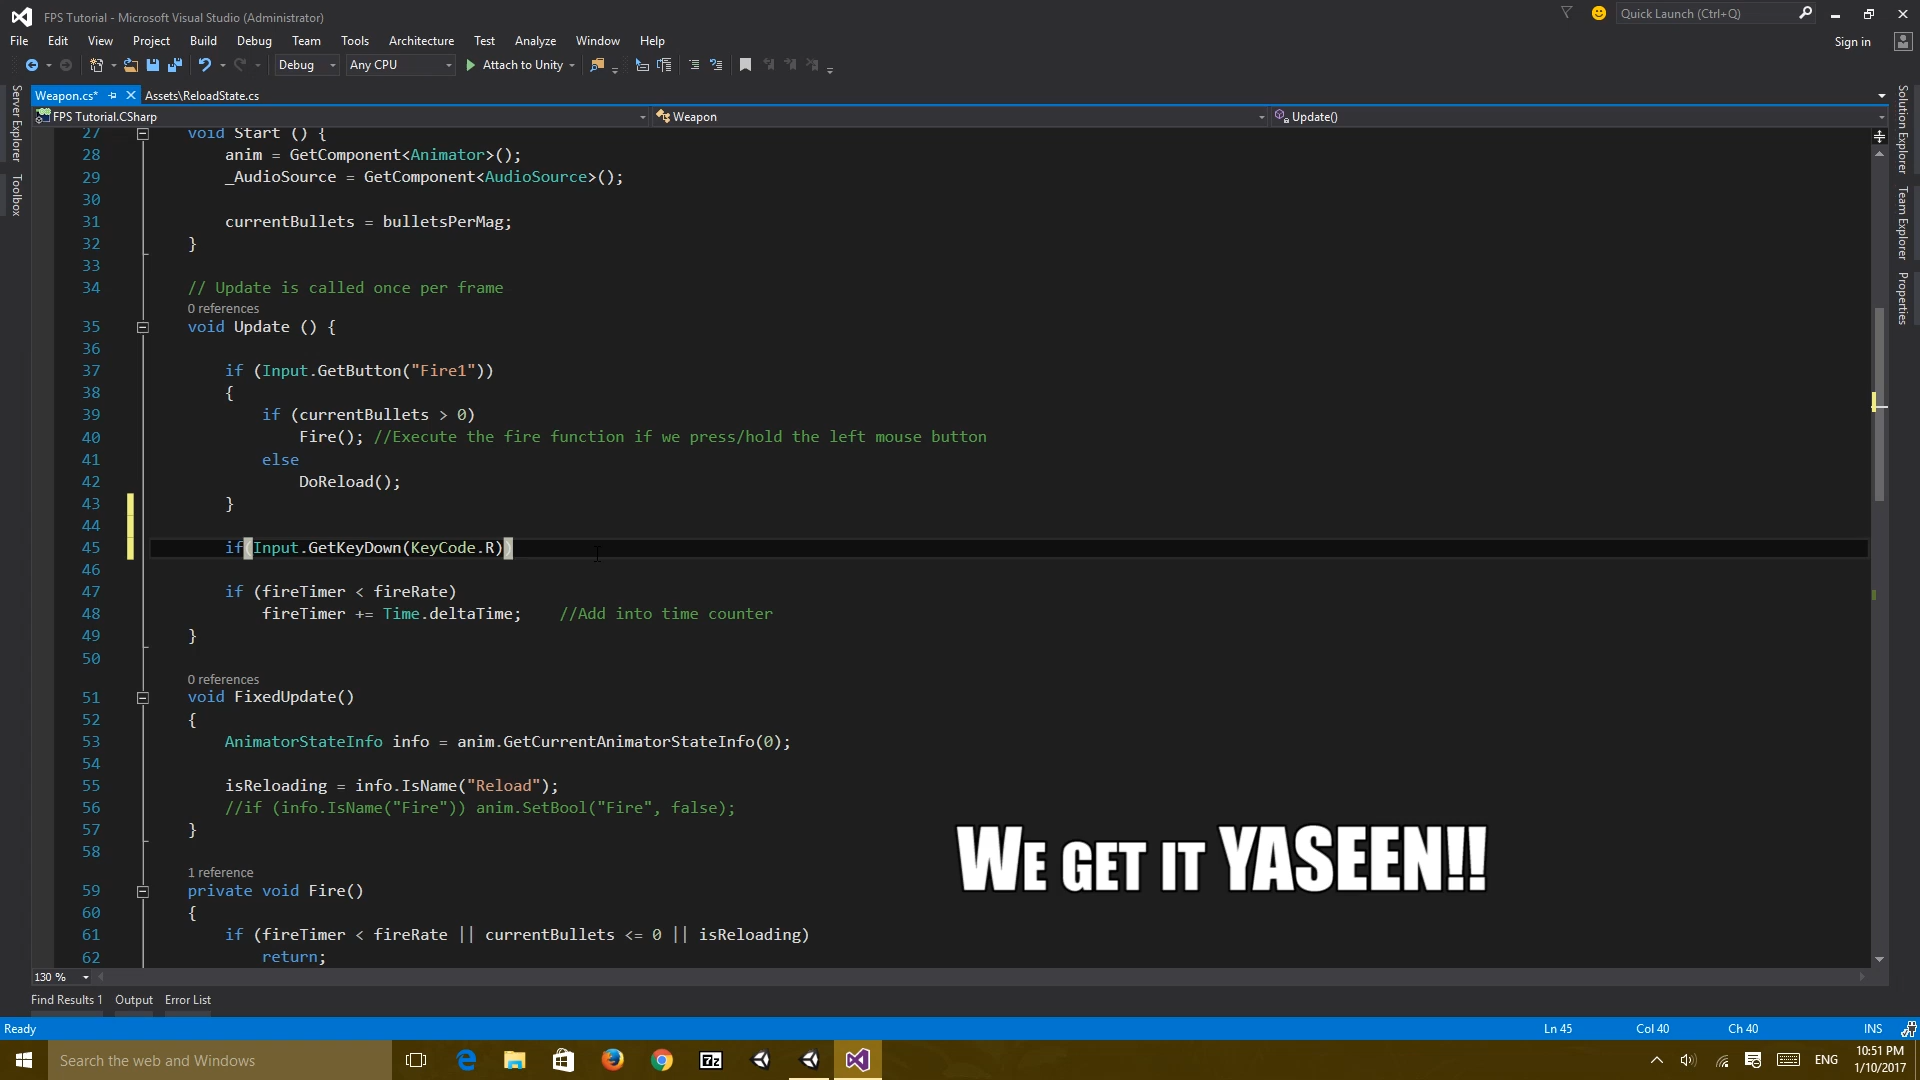 FPS Tutorial - Microsoft Visual Studio (Administrator)
Quick Launch (Ctrl+Q)
File Edit View Project Build Debug Team Tools Architecture Test Analyze Window Help
Sign in
Debug Any CPU Attach to Unity
Weapon.cs* Assets\ReloadState.cs
FPS Tutorial.CSharp Weapon Update()
Server Explorer
Toolbox
Solution Explorer
Team Explorer
Properties
27 void Start () {
28 anim = GetComponent<Animator>();
29 _AudioSource = GetComponent<AudioSource>();
30
31 currentBullets = bulletsPerMag;
32 }
33
34 // Update is called once per frame
0 references
35 void Update () {
36
37 if (Input.GetButton("Fire1"))
38 {
39 if (currentBullets > 0)
40 Fire(); //Execute the fire function if we press/hold the left mouse button
41 else
42 DoReload();
43 }
44
45 if(Input.GetKeyDown(KeyCode.R))
46
47 if (fireTimer < fireRate)
48 fireTimer += Time.deltaTime; //Add into time counter
49 }
50
0 references
51 void FixedUpdate()
52 {
53 AnimatorStateInfo info = anim.GetCurrentAnimatorStateInfo(0);
54
55 isReloading = info.IsName("Reload");
56 //if (info.IsName("Fire")) anim.SetBool("Fire", false);
57 }
58
1 reference
59 private void Fire()
60 {
61 if (fireTimer < fireRate || currentBullets <= 0 || isReloading)
62 return;
WE GET IT YASEEN!!
130 %
Find Results 1 Output Error List
Ready Ln 45 Col 40 Ch 40 INS
Search the web and Windows
7z
ENG
10:51 PM
1/10/2017